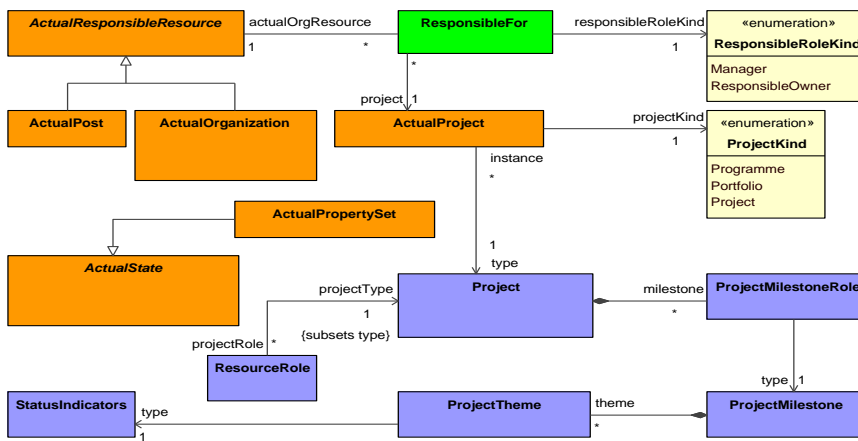 ActualResponsibleResource
actualOrgResource
1
*
ResponsibleFor
responsibleRoleKind
1
«enumeration»
ResponsibleRoleKind
Manager
ResponsibleOwner
*
project
1
ActualPost
ActualOrganization
ActualProject
projectKind
1
«enumeration»
ProjectKind
Programme
Portfolio
Project
instance
*
ActualPropertySet
ActualState
1
type
Project
projectType
1
{subsets type}
milestone
*
ProjectMilestoneRole
projectRole
*
ResourceRole
type
1
StatusIndicators
type
1
ProjectTheme
theme
*
ProjectMilestone